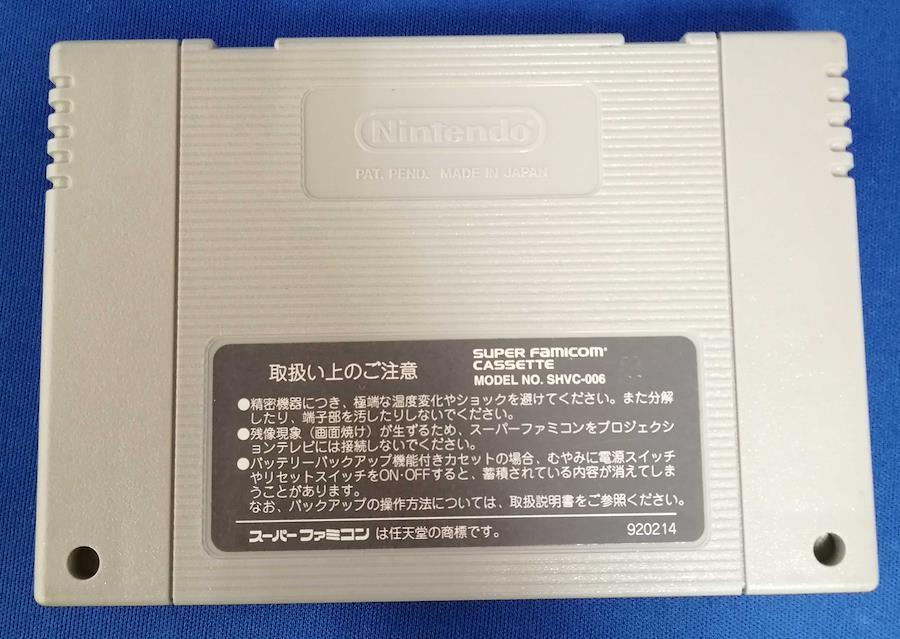 Nintendo
PAT. PEND. MADE IN JAPAN
取扱い上のご注意
SUPER FAMICOM
CASSETTE
MODEL NO. SHVC-006
●精密機器につき、極端な温度変化やショックを避けてください。また分解
したり、端子部を汚したりしないでください。
●残像現象（画面焼け）が生ずるため、スーパーファミコンをプロジェクシ
ョンテレビには接続しないでください。
●バッテリーバックアップ機能付きカセットの場合、むやみに電源スイッチ
やリセットスイッチをON·OFFすると、蓄積されている内容が消えてしま
うことがあります。
なお、バックアップの操作方法については、取扱説明書をご参照ください。
スーパーファミコンは任天堂の商標です。
920214